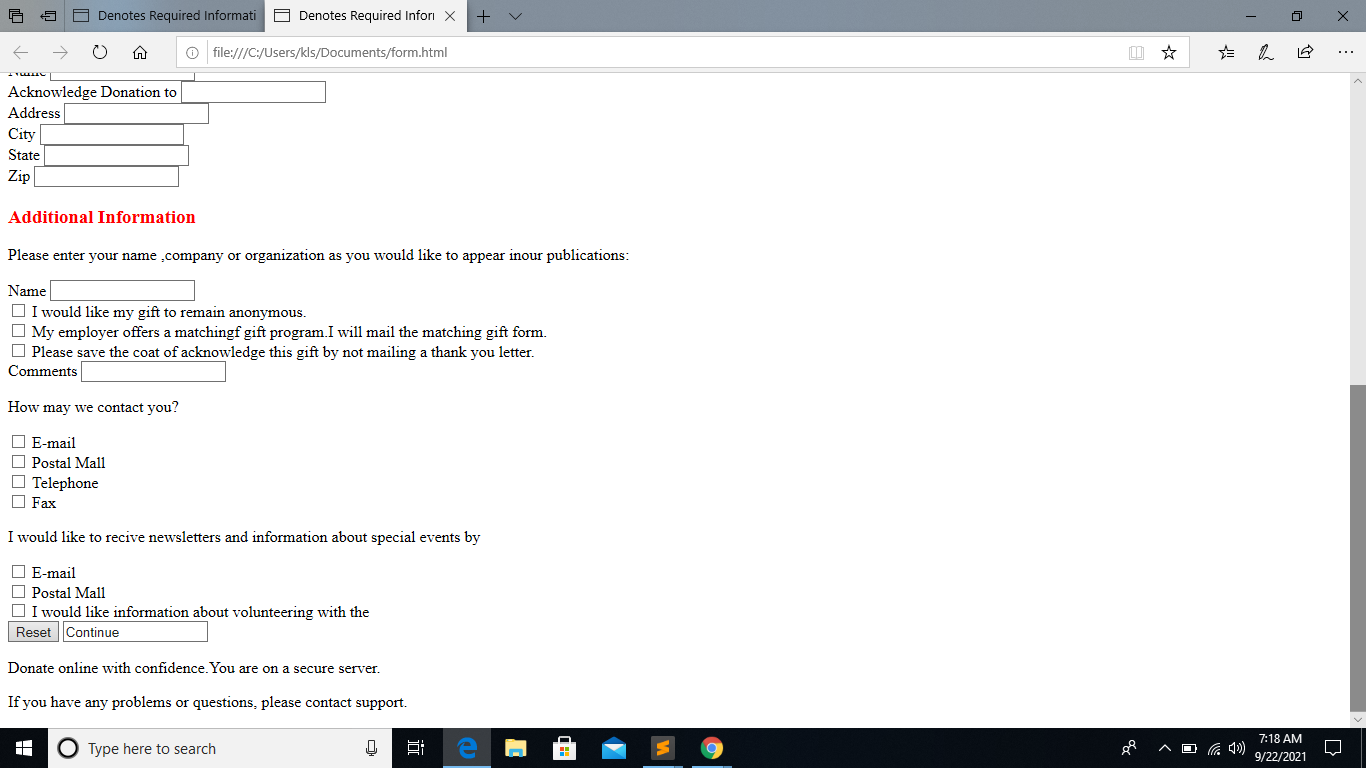 Denotes Required Informati
Denotes Required Inforr
file:///C:/Users/kls/Documents/form.html
Name
Acknowledge Donation to
Address
City
State
Zip
Additional Information
Please enter your name ,company or organization as you would like to appear inour publications:
Name
I would like my gift to remain anonymous.
My employer offers a matchingf gift program.I will mail the matching gift form.
Please save the coat of acknowledge this gift by not mailing a thank you letter.
Comments
How may we contact you?
E-mail
Postal Mall
Telephone
Fax
I would like to recive newsletters and information about special events by
E-mail
Postal Mall
I would like information about volunteering with the
Reset Continue
Donate online with confidence.You are on a secure server.
If you have any problems or questions, please contact support.
Type here to search
7:18 AM
9/22/2021